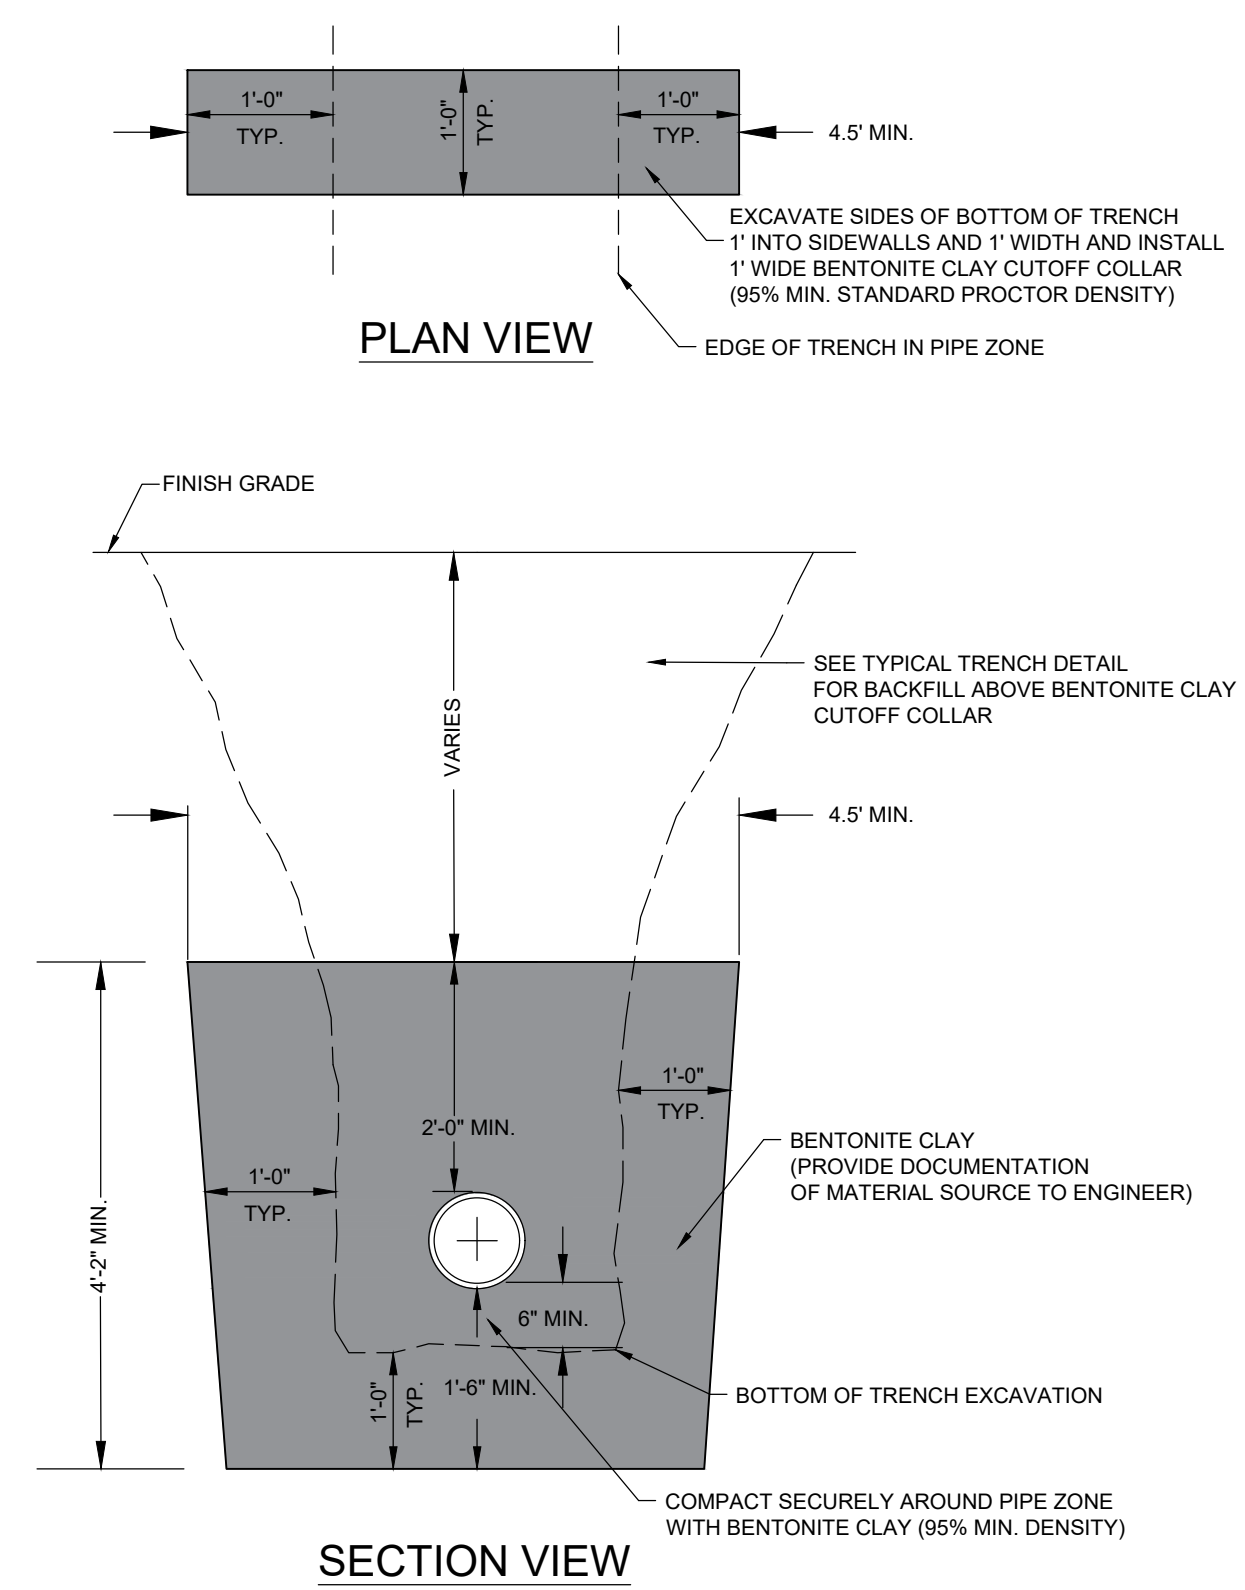 1'-0"
TYP.
1'-0"
TYP.
1'-0"
TYP.
4.5' MIN.
EXCAVATE SIDES OF BOTTOM OF TRENCH
1' INTO SIDEWALLS AND 1' WIDTH AND INSTALL
1' WIDE BENTONITE CLAY CUTOFF COLLAR
(95% MIN. STANDARD PROCTOR DENSITY)
PLAN VIEW
EDGE OF TRENCH IN PIPE ZONE
FINISH GRADE
SEE TYPICAL TRENCH DETAIL
FOR BACKFILL ABOVE BENTONITE CLAY
CUTOFF COLLAR
VARIES
4.5' MIN.
1'-0"
TYP.
2'-0" MIN.
BENTONITE CLAY
(PROVIDE DOCUMENTATION
OF MATERIAL SOURCE TO ENGINEER)
1'-0"
TYP.
4'-2" MIN.
6" MIN.
1'-0"
TYP.
1'-6" MIN.
BOTTOM OF TRENCH EXCAVATION
COMPACT SECURELY AROUND PIPE ZONE
WITH BENTONITE CLAY (95% MIN. DENSITY)
SECTION VIEW